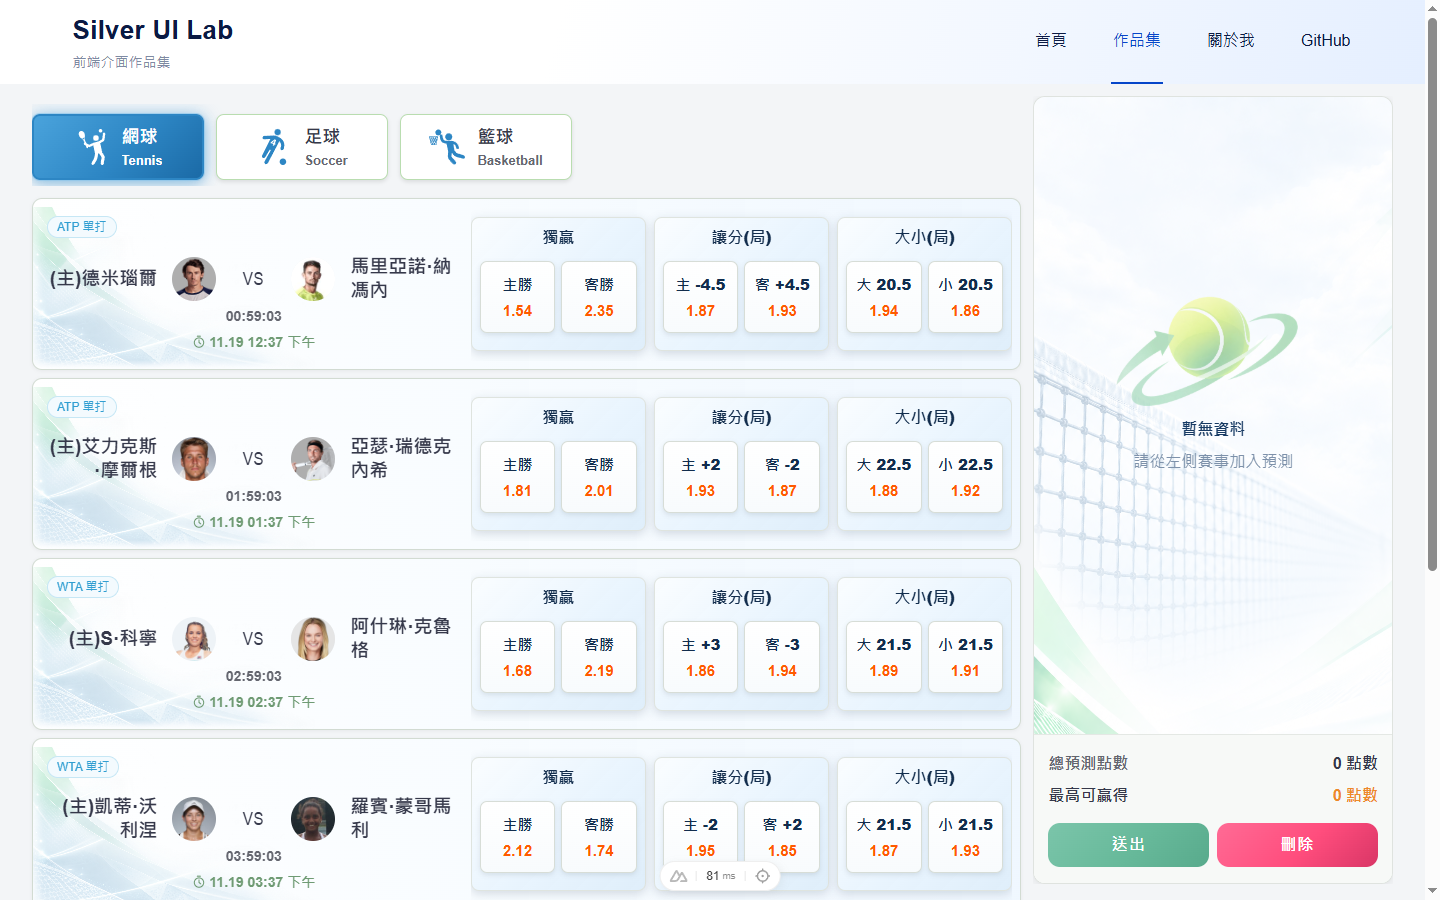 Silver UI Lab
前端介面作品集
首頁
作品集
關於我
GitHub
網球
Tennis
足球
Soccer
籃球
Basketball
ATP 單打
(主)德米瑙爾
VS
馬里亞諾·納
馮內
00:59:03
11.19 12:37 下午
獨贏
主勝
1.54
客勝
2.35
讓分(局)
主 -4.5
1.87
客 +4.5
1.93
大小(局)
大 20.5
1.94
小 20.5
1.86
ATP 單打
(主)艾力克斯
·摩爾根
VS
亞瑟·瑞德克
內希
01:59:03
11.19 01:37 下午
獨贏
主勝
1.81
客勝
2.01
讓分(局)
主 +2
1.93
客 -2
1.87
大小(局)
大 22.5
1.88
小 22.5
1.92
WTA 單打
(主)S·科寧
VS
阿什琳·克魯
格
02:59:03
11.19 02:37 下午
獨贏
主勝
1.68
客勝
2.19
讓分(局)
主 +3
1.86
客 -3
1.94
大小(局)
大 21.5
1.89
小 21.5
1.91
WTA 單打
(主)凱蒂·沃
利涅
VS
羅賓·蒙哥馬
利
03:59:03
11.19 03:37 下午
獨贏
主勝
2.12
客勝
1.74
讓分(局)
主 -2
1.95
客 +2
1.85
大小(局)
大 21.5
1.87
小 21.5
1.93
81 ms
暫無資料
請從左側賽事加入預測
總預測點數
0 點數
最高可贏得
0 點數
送出
刪除